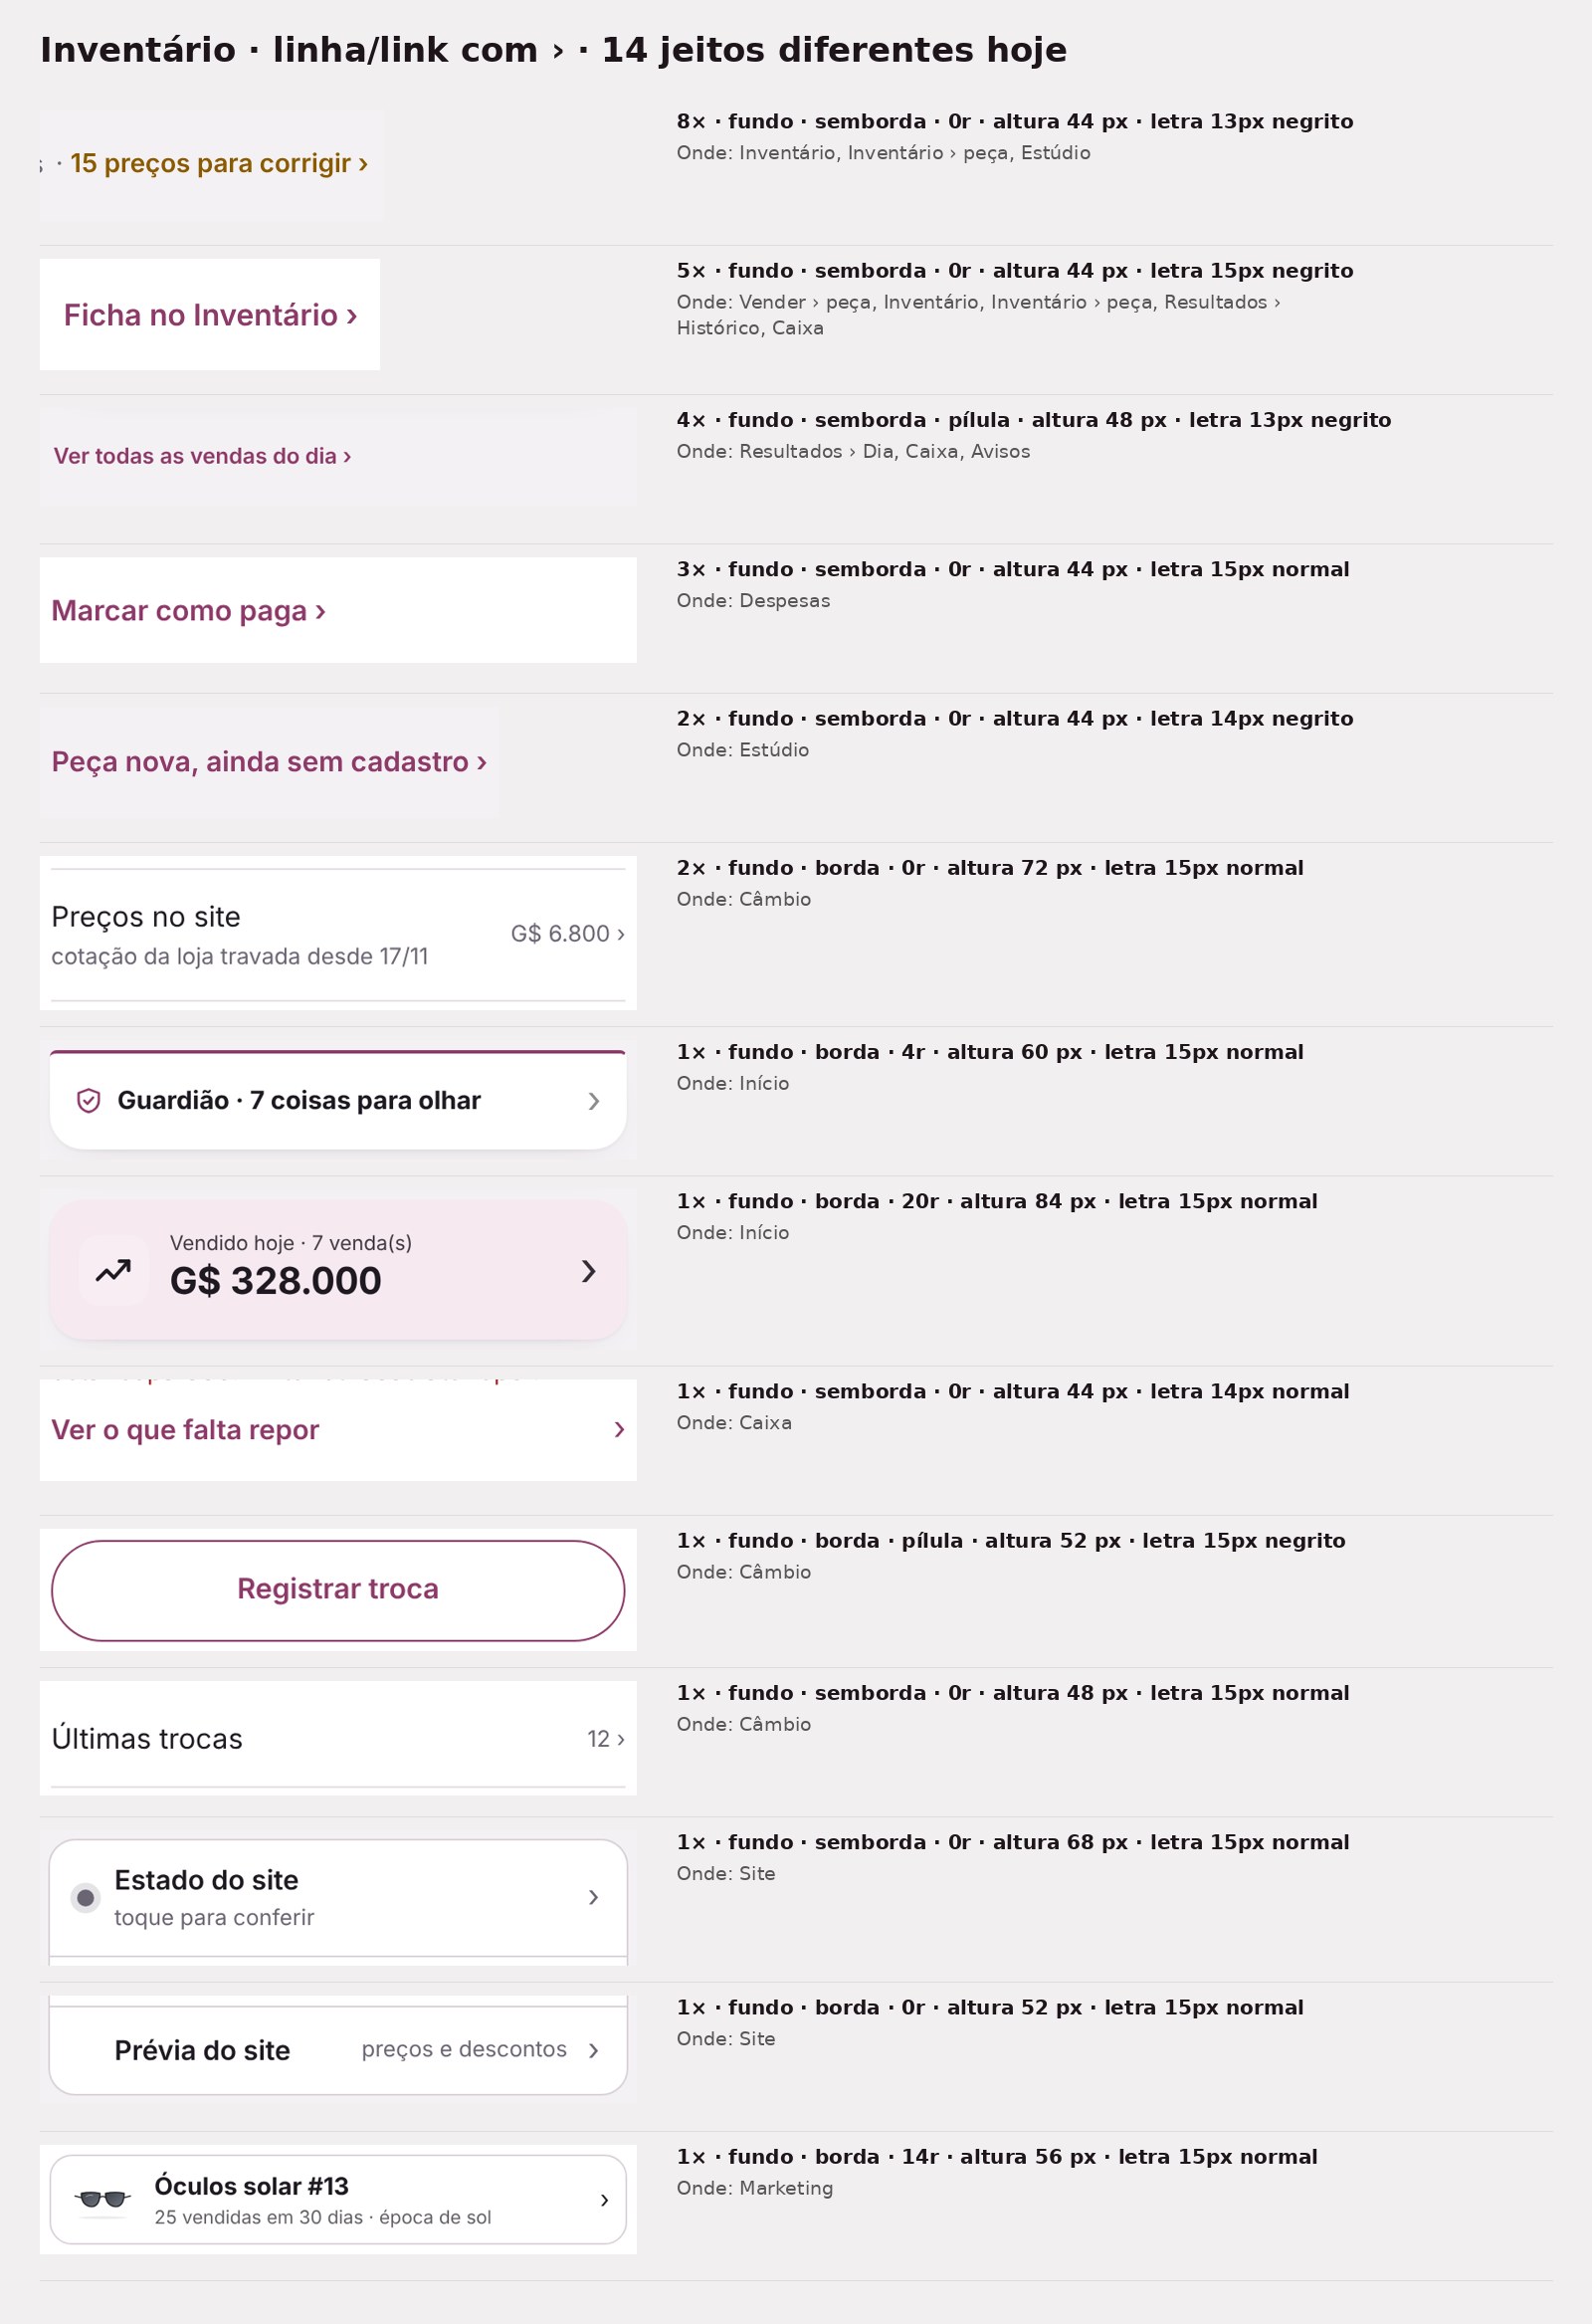 Inventário · linha/link com › · 14 jeitos diferentes hoje
· 15 preços para corrigir ›
8× · fundo · semborda · 0r · altura 44 px · letra 13px negrito
Onde: Inventário, Inventário › peça, Estúdio
Ficha no Inventário ›
5× · fundo · semborda · 0r · altura 44 px · letra 15px negrito
Onde: Vender › peça, Inventário, Inventário › peça, Resultados ›
Histórico, Caixa
Ver todas as vendas do dia ›
4× · fundo · semborda · pílula · altura 48 px · letra 13px negrito
Onde: Resultados › Dia, Caixa, Avisos
Marcar como paga ›
3× · fundo · semborda · 0r · altura 44 px · letra 15px normal
Onde: Despesas
Peça nova, ainda sem cadastro ›
2× · fundo · semborda · 0r · altura 44 px · letra 14px negrito
Onde: Estúdio
Preços no site
cotação da loja travada desde 17/11
G$ 6.800 ›
2× · fundo · borda · 0r · altura 72 px · letra 15px normal
Onde: Câmbio
Guardião · 7 coisas para olhar ›
1× · fundo · borda · 4r · altura 60 px · letra 15px normal
Onde: Início
Vendido hoje · 7 venda(s)
G$ 328.000 ›
1× · fundo · borda · 20r · altura 84 px · letra 15px normal
Onde: Início
Ver o que falta repor ›
1× · fundo · semborda · 0r · altura 44 px · letra 14px normal
Onde: Caixa
Registrar troca
1× · fundo · borda · pílula · altura 52 px · letra 15px negrito
Onde: Câmbio
Últimas trocas 12 ›
1× · fundo · semborda · 0r · altura 48 px · letra 15px normal
Onde: Câmbio
Estado do site ›
toque para conferir
1× · fundo · semborda · 0r · altura 68 px · letra 15px normal
Onde: Site
Prévia do site preços e descontos ›
1× · fundo · borda · 0r · altura 52 px · letra 15px normal
Onde: Site
Óculos solar #13 ›
25 vendidas em 30 dias · época de sol
1× · fundo · borda · 14r · altura 56 px · letra 15px normal
Onde: Marketing